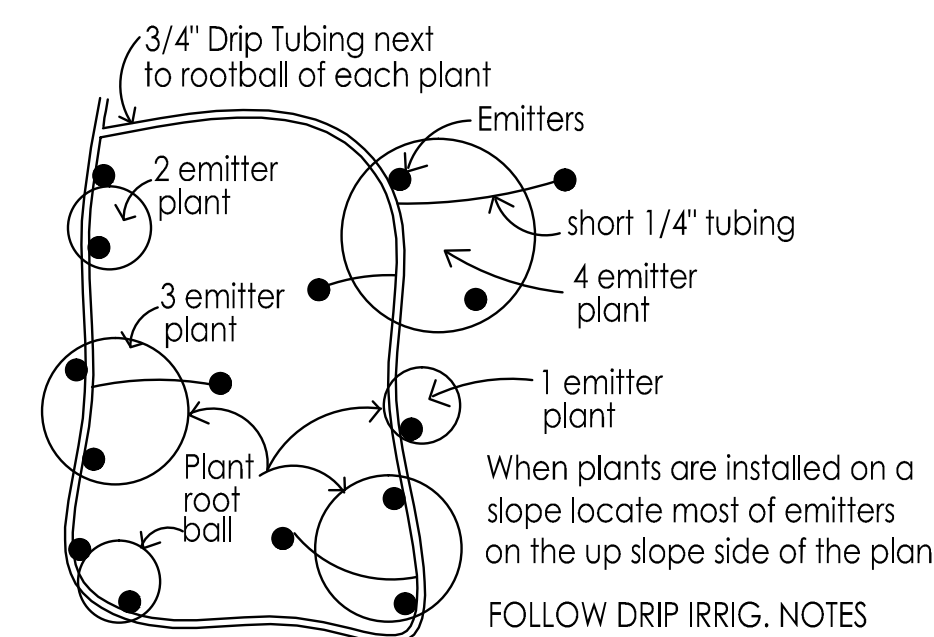 3/4" Drip Tubing next
to rootball of each plant
Emitters
2 emitter
plant
short 1/4" tubing
4 emitter
plant
3 emitter
plant
1 emitter
plant
Plant
root
ball
When plants are installed on a
slope locate most of emitters
on the up slope side of the plan
FOLLOW DRIP IRRIG. NOTES